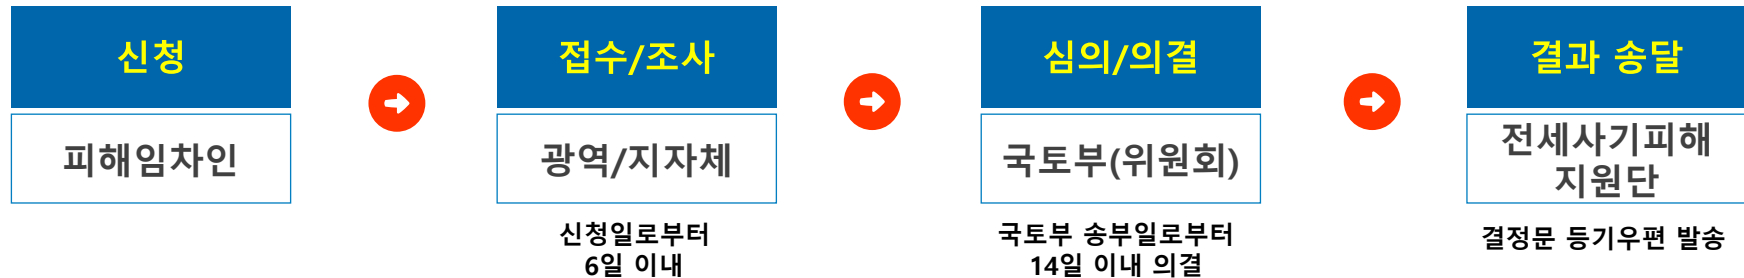 신청
피해임차인
접수/조사
광역/지자체
신청일로부터
6일 이내
심의/의결
국토부(위원회)
국토부 송부일로부터
14일 이내 의결
결과 송달
전세사기피해
지원단
결정문 등기우편 발송